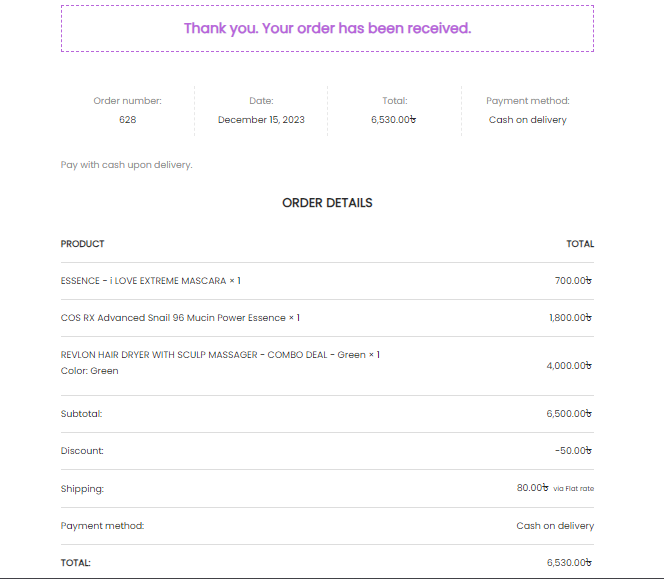 Thank you. Your order has been received.
Order number:
628
Date:
December 15, 2023
Total:
6,530.00৳
Payment method:
Cash on delivery
Pay with cash upon delivery.
ORDER DETAILS
PRODUCT TOTAL
ESSENCE - i LOVE EXTREME MASCARA × 1 700.00৳
COS RX Advanced Snail 96 Mucin Power Essence × 1 1,800.00৳
REVLON HAIR DRYER WITH SCULP MASSAGER - COMBO DEAL - Green × 1
Color: Green 4,000.00৳
Subtotal: 6,500.00৳
Discount: -50.00৳
Shipping: 80.00৳ via Flat rate
Payment method: Cash on delivery
TOTAL: 6,530.00৳